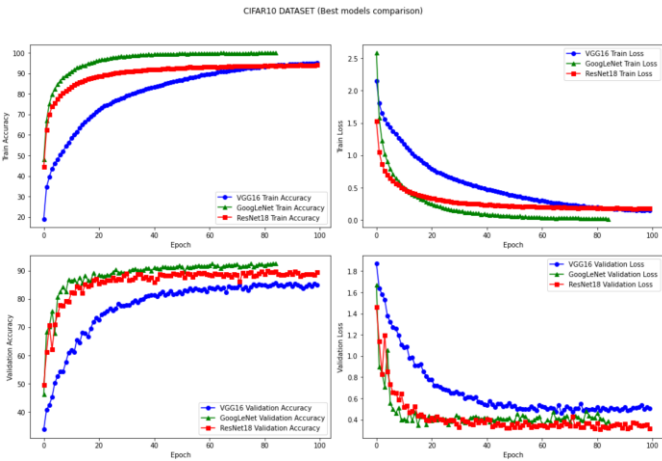 CIFAR10 DATASET (Best models comparison)
100
90
80
70
60
50
40
30
20
Train Accuracy
VGG16 Train Accuracy
GoogLeNet Train Accuracy
ResNet18 Train Accuracy
0 20 40 60 80 100
Epoch
2.5
2.0
1.5
1.0
0.5
0.0
Train Loss
VGG16 Train Loss
GoogLeNet Train Loss
ResNet18 Train Loss
0 20 40 60 80 100
Epoch
90
80
70
60
50
40
Validation Accuracy
VGG16 Validation Accuracy
GoogLeNet Validation Accuracy
ResNet18 Validation Accuracy
0 20 40 60 80 100
Epoch
1.8
1.6
1.4
1.2
1.0
0.8
0.6
0.4
Validation Loss
VGG16 Validation Loss
GoogLeNet Validation Loss
ResNet18 Validation Loss
0 20 40 60 80 100
Epoch